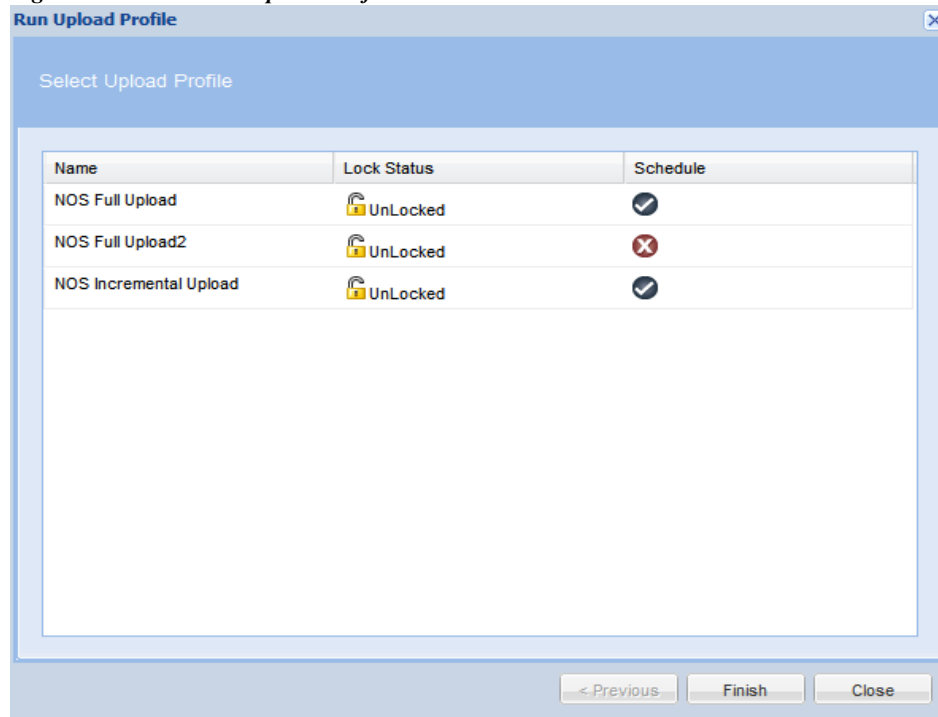 Run Upload Profile
Select Upload Profile
Name Lock Status Schedule
NOS Full Upload UnLocked
NOS Full Upload2 UnLocked
NOS Incremental Upload UnLocked
< Previous Finish Close